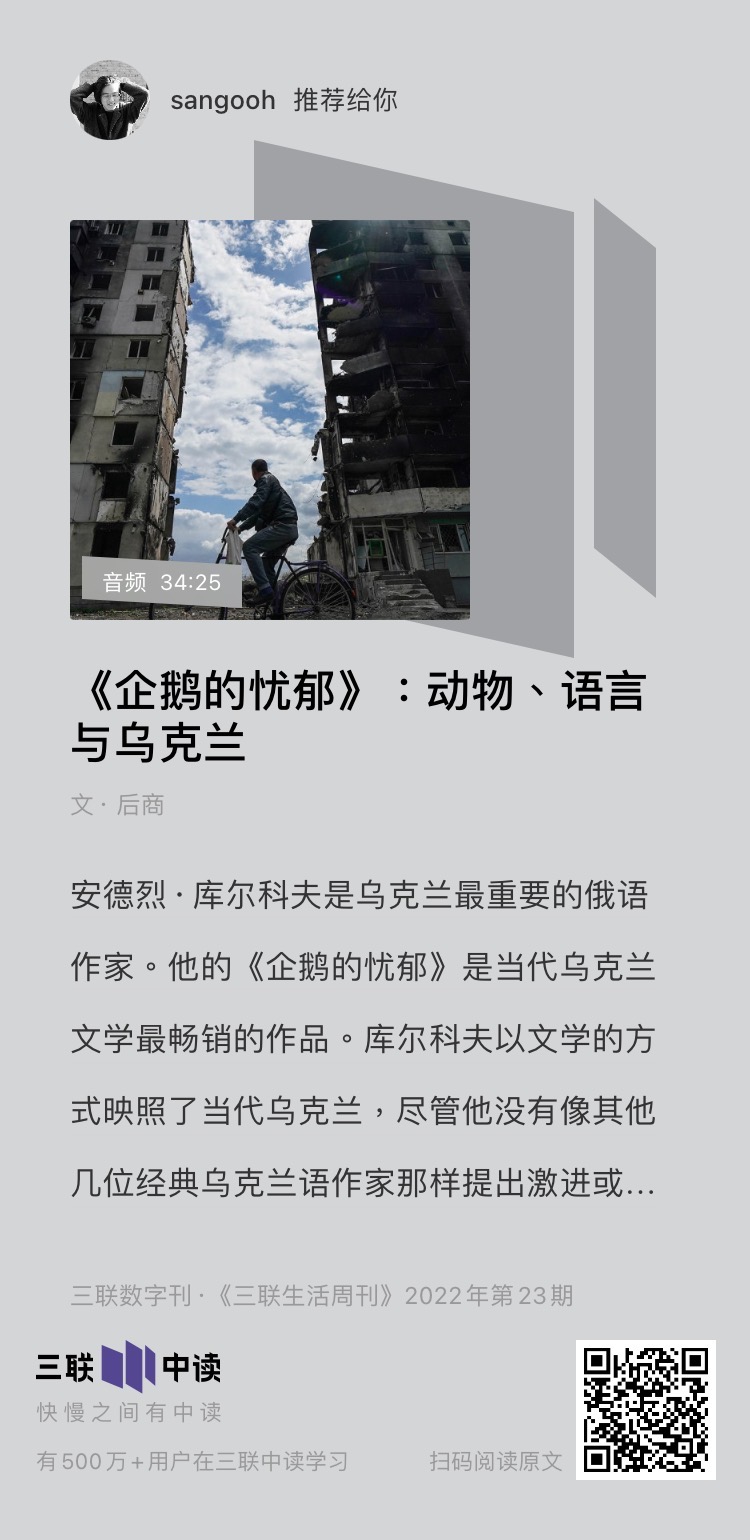 sangooh 推荐给你
音频 34:25
《企鹅的忧郁》：动物、语言
与乌克兰
文 · 后商
安德烈 · 库尔科夫是乌克兰最重要的俄语
作家。他的《企鹅的忧郁》是当代乌克兰
文学最畅销的作品。库尔科夫以文学的方
式映照了当代乌克兰，尽管他没有像其他
几位经典乌克兰语作家那样提出激进或...
三联数字刊 ·《三联生活周刊》2022年第23期
三联中读
快慢之间有中读
有500万+用户在三联中读学习
扫码阅读原文